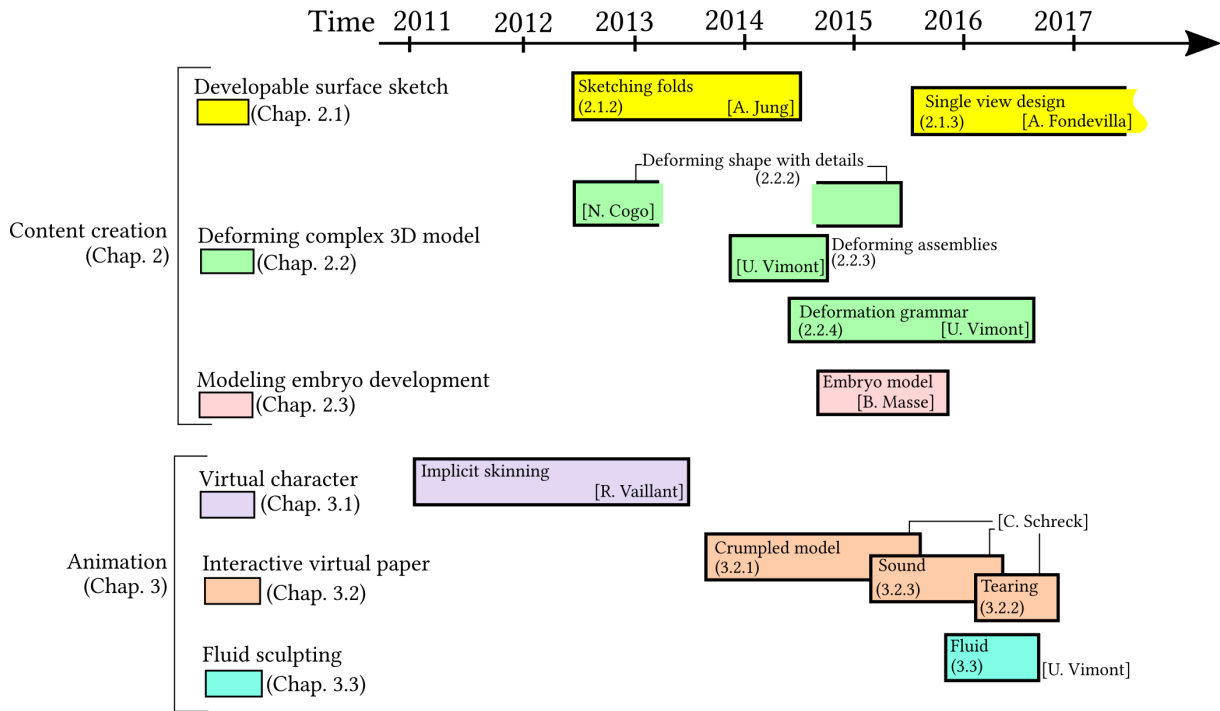 Time 2011 2012 2013 2014 2015 2016 2017
Developable surface sketch
(Chap. 2.1)
Sketching folds
(2.1.2) [A. Jung]
Single view design
(2.1.3) [A. Fondevilla]
Deforming shape with details
(2.2.2)
[N. Cogo]
Content creation
(Chap. 2)
Deforming complex 3D model
(Chap. 2.2)
[U. Vimont]
Deforming assemblies
(2.2.3)
Deformation grammar
(2.2.4) [U. Vimont]
Modeling embryo development
(Chap. 2.3)
Embryo model
[B. Masse]
Virtual character
(Chap. 3.1)
Implicit skinning
[R. Vaillant]
[C. Schreck]
Animation
(Chap. 3)
Interactive virtual paper
(Chap. 3.2)
Crumpled model
(3.2.1)
Sound
(3.2.3)
Tearing
(3.2.2)
Fluid sculpting
(Chap. 3.3)
Fluid
(3.3)
[U. Vimont]